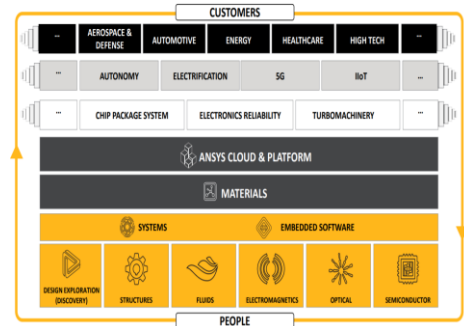 CUSTOMERS
... AEROSPACE & DEFENSE AUTOMOTIVE ENERGY HEALTHCARE HIGH TECH ...
... AUTONOMY ELECTRIFICATION 5G IIoT ...
... CHIP PACKAGE SYSTEM ELECTRONICS RELIABILITY TURBOMACHINERY ...
ANSYS CLOUD & PLATFORM
MATERIALS
SYSTEMS EMBEDDED SOFTWARE
DESIGN EXPLORATION
(DISCOVERY) STRUCTURES FLUIDS ELECTROMAGNETICS OPTICAL SEMICONDUCTOR
PEOPLE